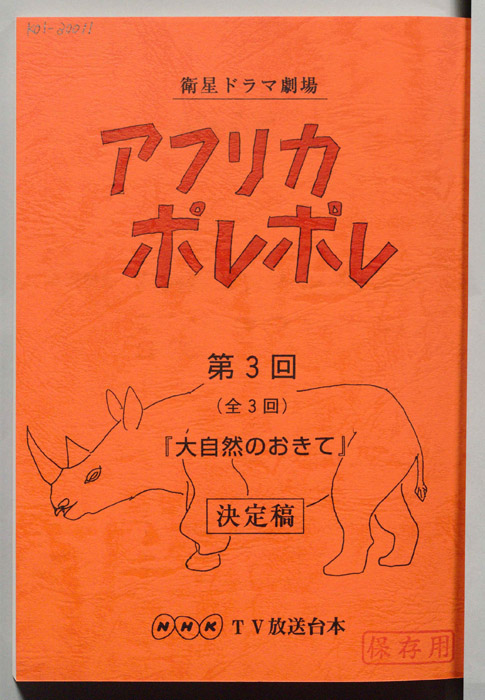 衛星ドラマ劇場
アフリカ
ポレポレ
第3回
（全3回）
『大自然のおきて』
決定稿
NHK TV放送台本
保存用